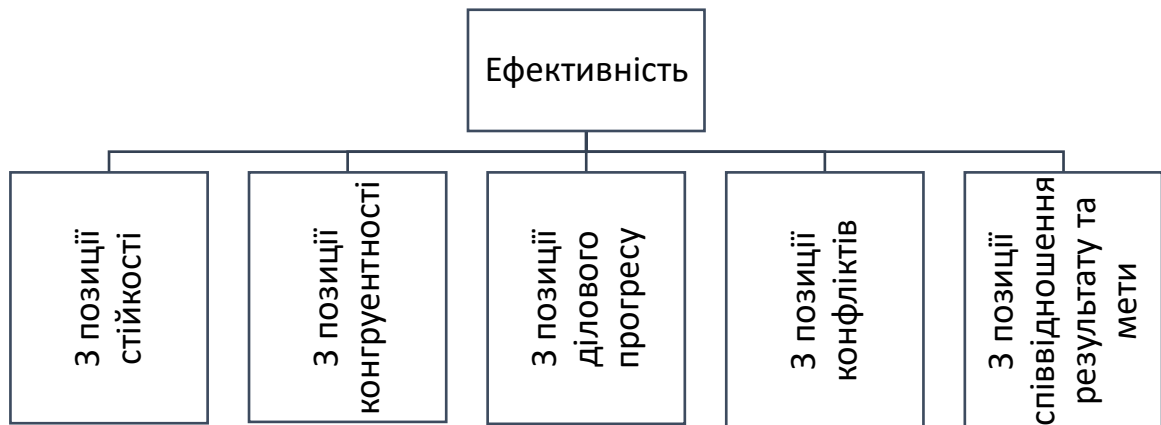 Ефективність
З позиції
стійкості
З позиції
конгруентності
З позиції
ділового
прогресу
З позиції
конфліктів
З позиції
співвідношення
результату та
мети